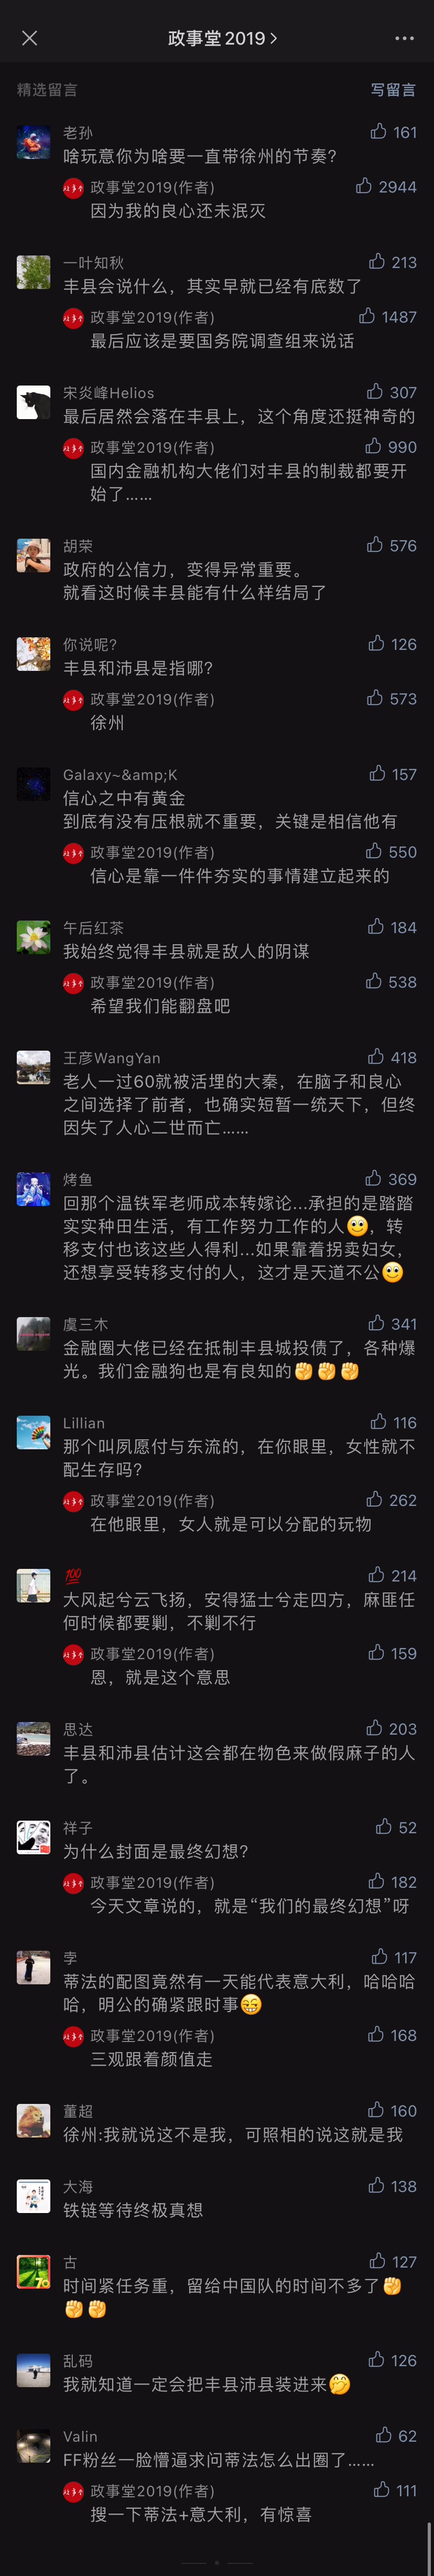 政事堂2019
精选留言
写留言
老孙
161
啥玩意你为啥要一直带徐州的节奏?
政事堂2019(作者)
2944
因为我的良心还未泯灭
一叶知秋
213
丰县会说什么，其实早就已经有底数了
政事堂2019(作者)
1487
最后应该是要国务院调查组来说话
宋炎峰Helios
307
最后居然会落在丰县上，这个角度还挺神奇的
政事堂2019(作者)
990
国内金融机构大佬们对丰县的制裁都要开
始了……
胡荣
576
政府的公信力，变得异常重要。
就看这时候丰县能有什么样结局了
你说呢?
126
丰县和沛县是指哪?
政事堂2019(作者)
573
徐州
Galaxy~&amp;K
157
信心之中有黄金
到底有没有压根就不重要，关键是相信他有
政事堂2019(作者)
550
信心是靠一件件夯实的事情建立起来的
午后红茶
184
我始终觉得丰县就是敌人的阴谋
政事堂2019(作者)
538
希望我们能翻盘吧
王彦WangYan
418
老人一过60就被活埋的大秦，在脑子和良心
之间选择了前者，也确实短暂一统天下，但终
因失了人心二世而亡……
烤鱼
369
回那个温铁军老师成本转嫁论...承担的是踏踏
实实种田生活，有工作努力工作的人🙂，转
移支付也该这些人得利...如果靠着拐卖妇女，
还想享受转移支付的人，这才是天道不公🙂
虞三木
341
金融圈大佬已经在抵制丰县城投债了，各种爆
光。我们金融狗也是有良知的✊✊✊
Lillian
116
那个叫夙愿付与东流的，在你眼里，女性就不
配生存吗?
政事堂2019(作者)
262
在他眼里，女人就是可以分配的玩物
💯
214
大风起兮云飞扬，安得猛士兮走四方，麻匪任
何时候都要剿，不剿不行
政事堂2019(作者)
159
恩，就是这个意思
思达
203
丰县和沛县估计这会都在物色来做假麻子的人
了。
祥子
52
为什么封面是最终幻想?
政事堂2019(作者)
182
今天文章说的，就是“我们的最终幻想”呀
孛
117
蒂法的配图竟然有一天能代表意大利，哈哈哈
哈，明公的确紧跟时事😁
政事堂2019(作者)
168
三观跟着颜值走
董超
160
徐州:我就说这不是我，可照相的说这就是我
大海
138
铁链等待终极真想
古
127
时间紧任务重，留给中国队的时间不多了✊
✊✊
乱码
126
我就知道一定会把丰县沛县装进来🤭
Valin
62
FF粉丝一脸懵逼求问蒂法怎么出圈了……
政事堂2019(作者)
111
搜一下蒂法+意大利，有惊喜